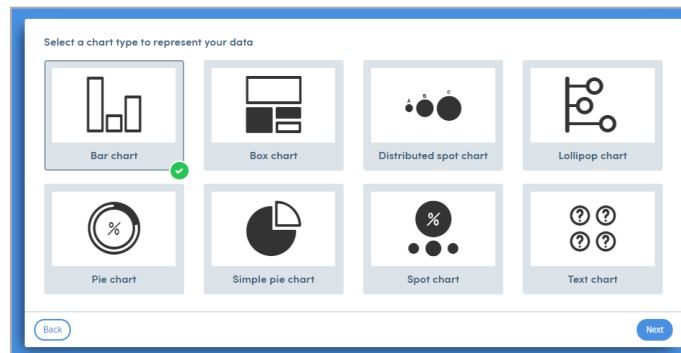 Select a chart type to represent your data
A B C
Bar chart Box chart Distributed spot chart Lollipop chart
% % ? ?
? ?
Pie chart Simple pie chart Spot chart Text chart
Back Next